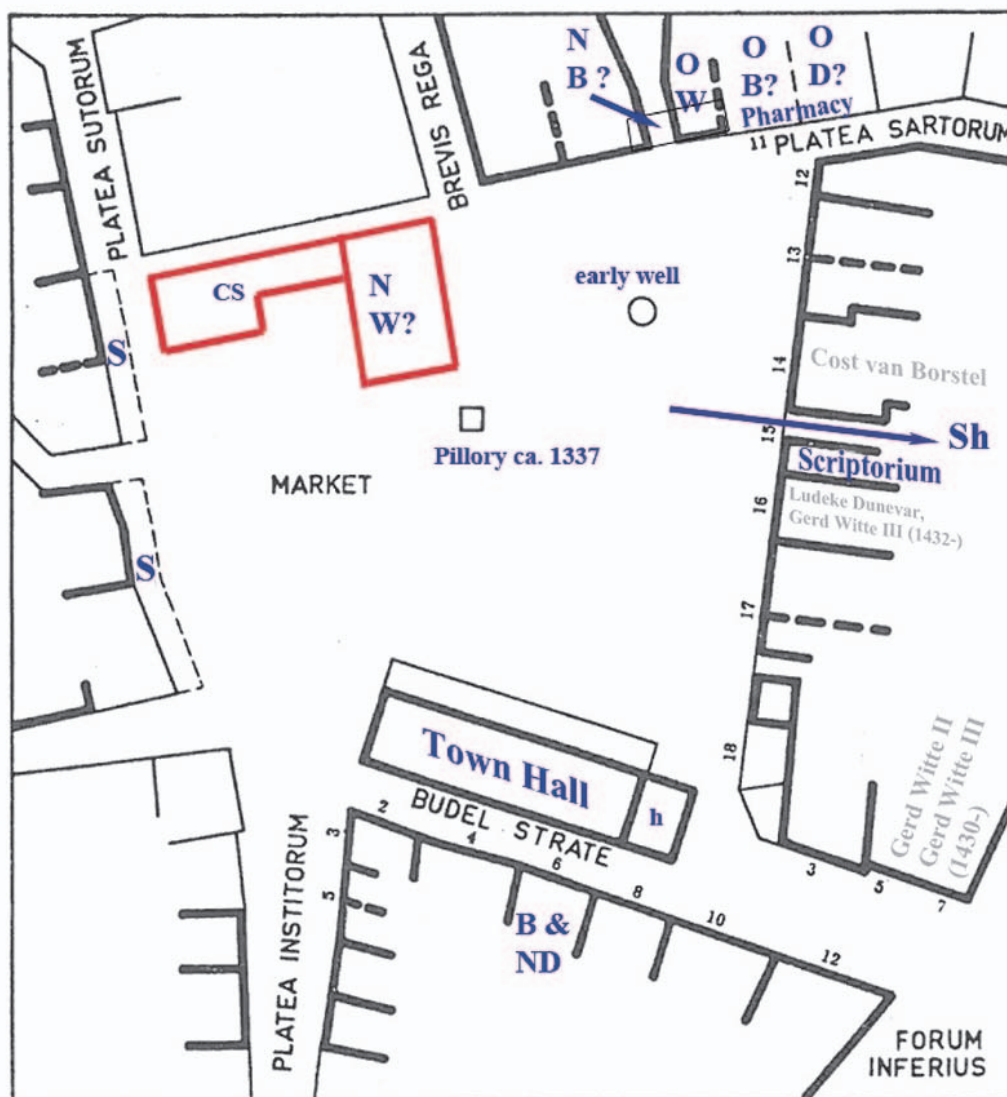 PLATEA SUTORUM
BREVIS REGA
N
B ?
O
W
O
B?
O
D?
Pharmacy
11
PLATEA SARTORUM
12
13
CS
N
W?
early well
S
14
Cost van Borstel
Pillory ca. 1337
15
Sh
Scriptorium
MARKET
16
Ludeke Dunevar,
Gerd Witte III (1432-)
S
17
18
Town Hall
h
BUDEL STRATE
Gerd Witte II
Gerd Witte III
(1430-)
2
3
4
5
6
8
10
12
3
5
7
B &
ND
PLATEA INSTITORUM
FORUM
INFERIUS